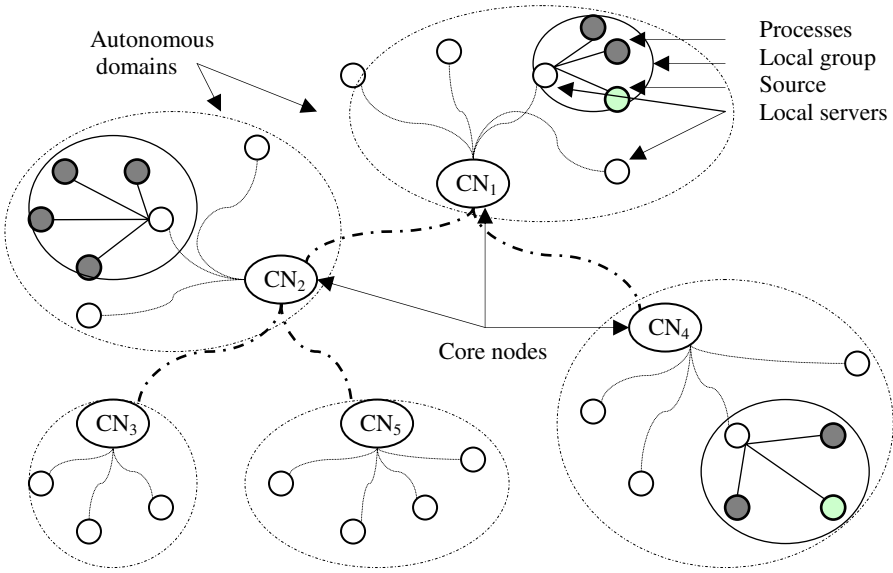 Autonomous
domains
Processes
Local group
Source
Local servers
CN₁
CN₂
CN₄
Core nodes
CN₃
CN₅